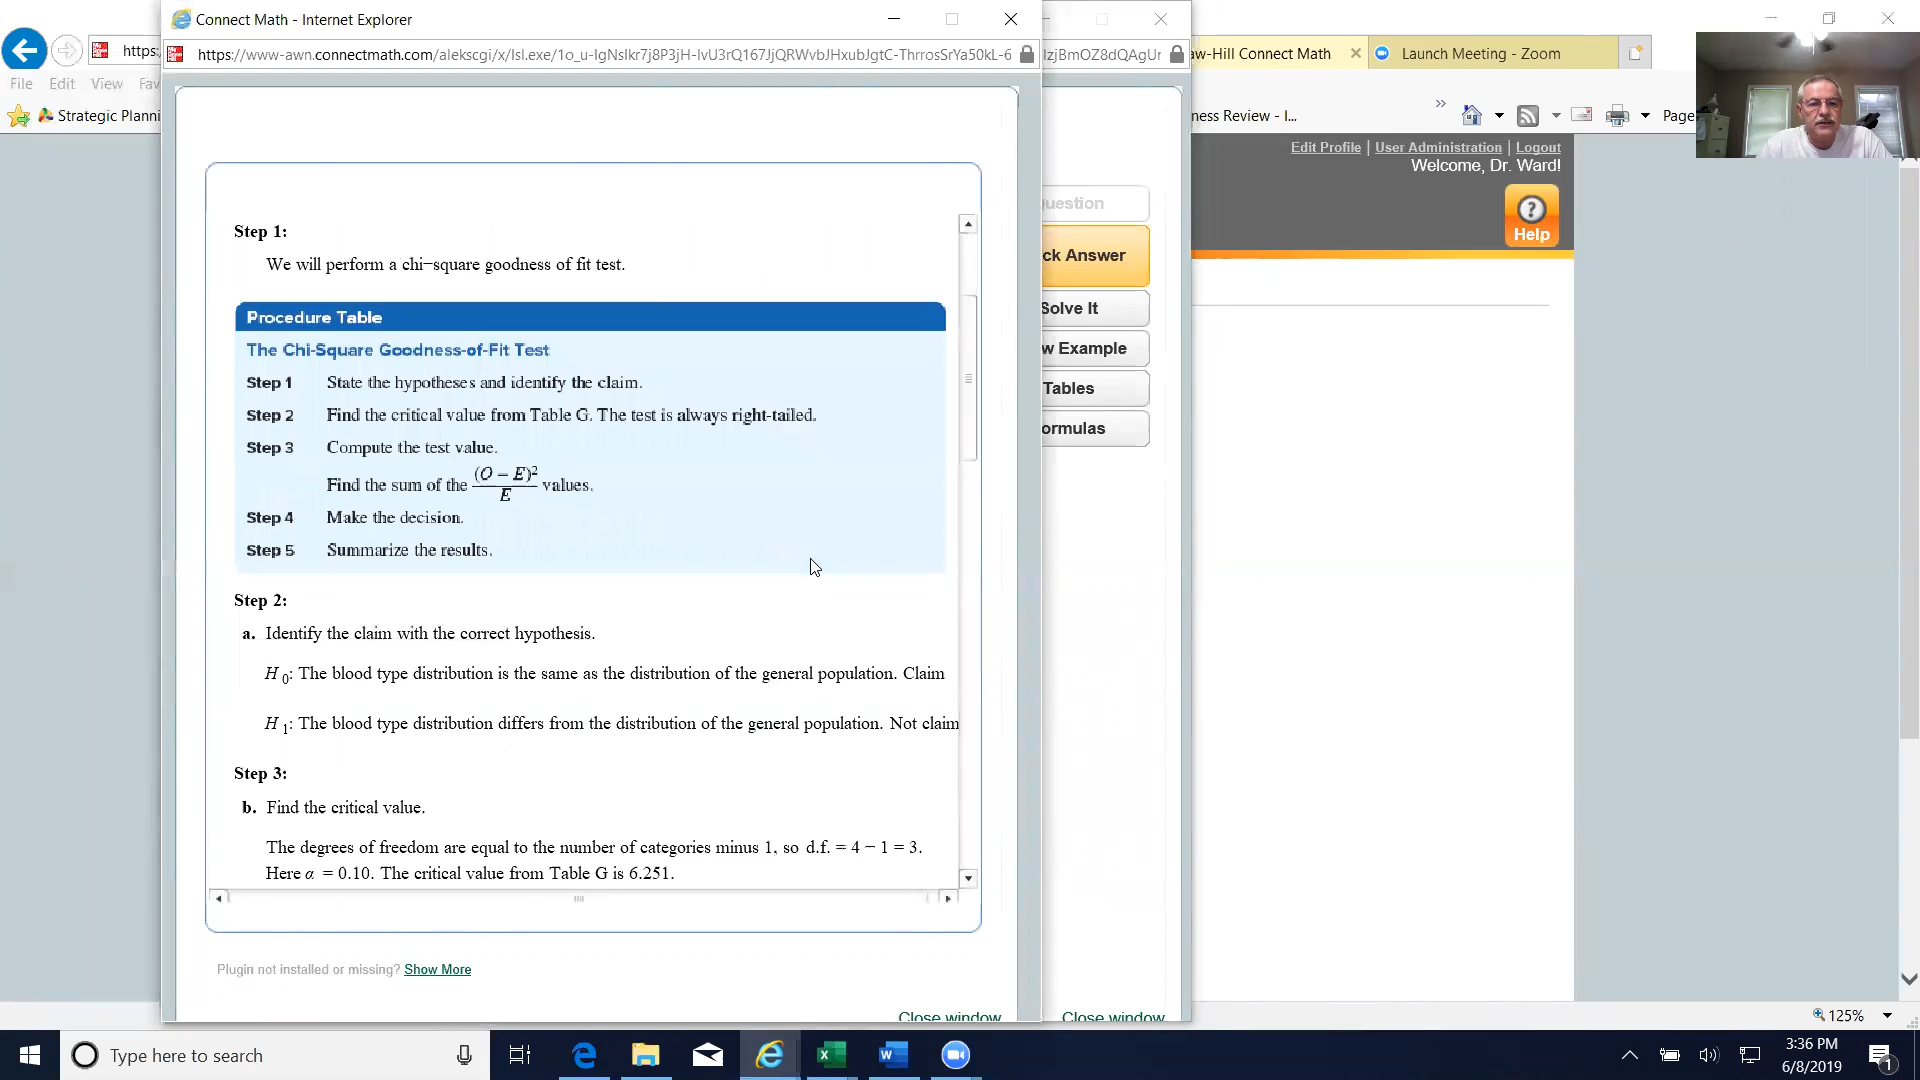 Connect Math - Internet Explorer
https:
https://www-awn.connectmath.com/alekscgi/x/lsl.exe/1o_u-IgNslkr7j8P3jH-IvU3rQ167JjQRWvbJHxubJgtC-ThrrosSrYa50kL-6
IzjBmOZ8dQAgUr
aw-Hill Connect Math
Launch Meeting - Zoom
File Edit View Fav
Strategic Planni
ness Review - I...
Page
Edit Profile | User Administration | Logout
Welcome, Dr. Ward!
?
Help
uestion
ck Answer
Solve It
w Example
Tables
ormulas
Step 1:
We will perform a chi−square goodness of fit test.
Procedure Table
The Chi-Square Goodness-of-Fit Test
Step 1 State the hypotheses and identify the claim.
Step 2 Find the critical value from Table G. The test is always right-tailed.
Step 3 Compute the test value.
Find the sum of the (O − E)²/E values.
Step 4 Make the decision.
Step 5 Summarize the results.
Step 2:
a. Identify the claim with the correct hypothesis.
H₀: The blood type distribution is the same as the distribution of the general population. Claim
H₁: The blood type distribution differs from the distribution of the general population. Not claim
Step 3:
b. Find the critical value.
The degrees of freedom are equal to the number of categories minus 1, so d.f. = 4 − 1 = 3.
Here α = 0.10. The critical value from Table G is 6.251.
Plugin not installed or missing? Show More
Close window
Close window
125%
Type here to search
3:36 PM
6/8/2019
1